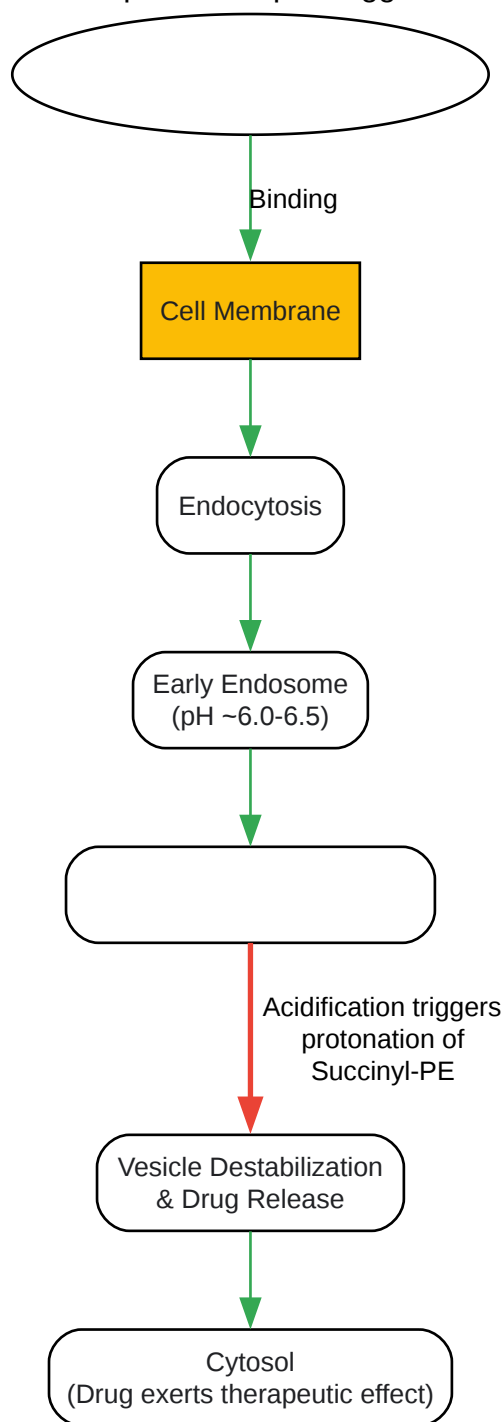 Binding
Cell Membrane
Endocytosis
Early Endosome
(pH ~6.0-6.5)
Acidification triggers
protonation of
Succinyl-PE
Vesicle Destabilization
& Drug Release
Cytosol
(Drug exerts therapeutic effect)